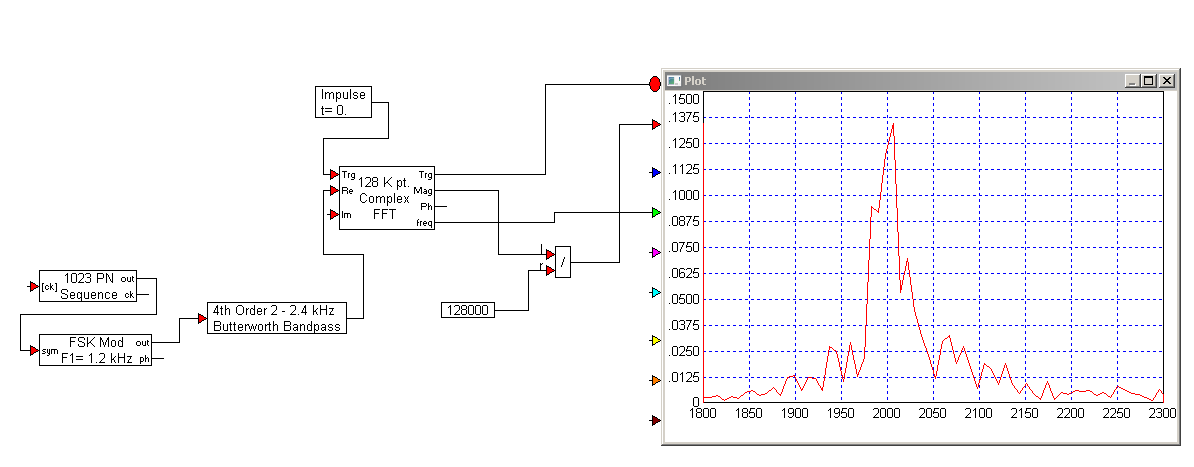 Plot
Impulse
t= 0.
Trg
Re
Im
128 K pt.
Complex
FFT
Trg
Mag
Ph
freq
l
r
/
128000
[ck]
1023 PN
Sequence
out
ck
4th Order 2 - 2.4 kHz
Butterworth Bandpass
sym
FSK Mod
F1= 1.2 kHz
out
ph
.1500
.1375
.1250
.1125
.1000
.0875
.0750
.0625
.0500
.0375
.0250
.0125
0
1800 1850 1900 1950 2000 2050 2100 2150 2200 2250 2300